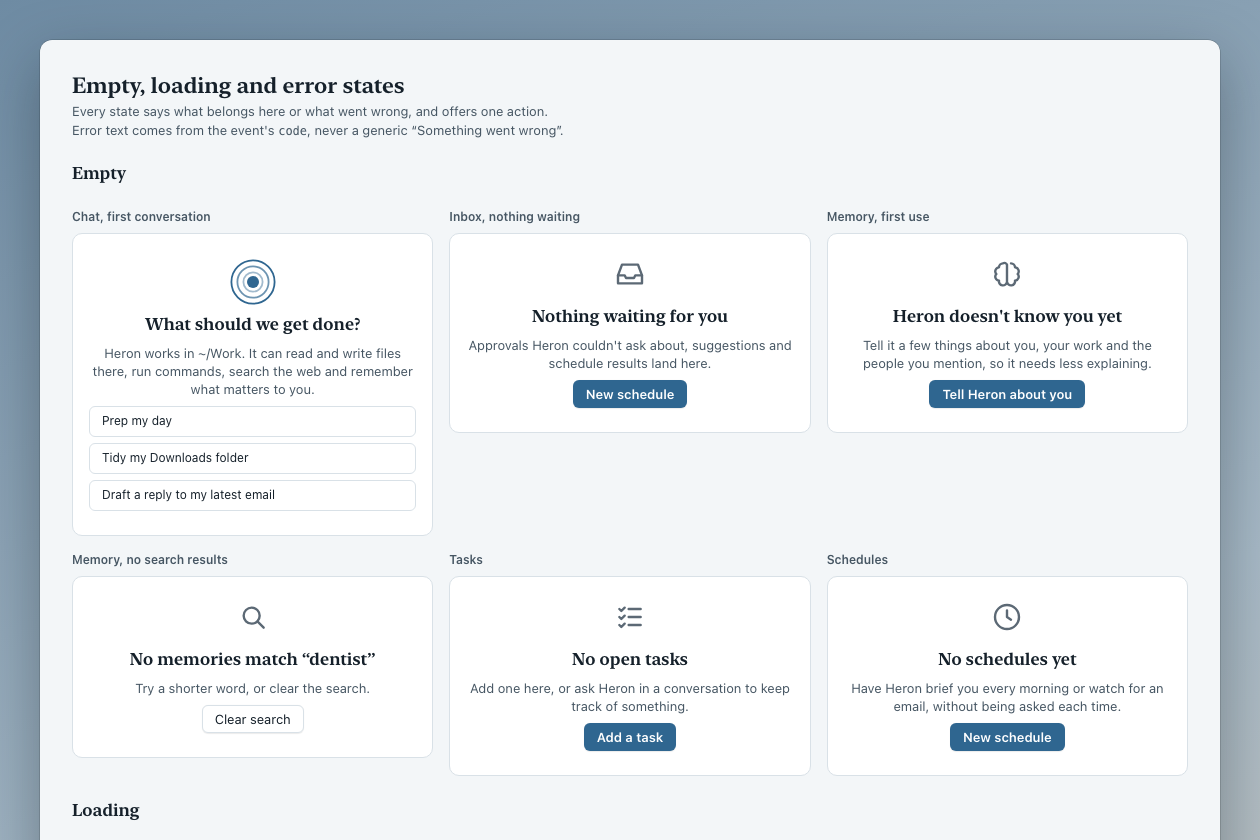 Empty, loading and error states
Every state says what belongs here or what went wrong, and offers one action.
Error text comes from the event's code, never a generic “Something went wrong”.
Empty
Chat, first conversation
What should we get done?
Heron works in ~/Work. It can read and write files
there, run commands, search the web and remember
what matters to you.
Prep my day
Tidy my Downloads folder
Draft a reply to my latest email
Inbox, nothing waiting
Nothing waiting for you
Approvals Heron couldn't ask about, suggestions and
schedule results land here.
New schedule
Memory, first use
Heron doesn't know you yet
Tell it a few things about you, your work and the
people you mention, so it needs less explaining.
Tell Heron about you
Memory, no search results
No memories match “dentist”
Try a shorter word, or clear the search.
Clear search
Tasks
No open tasks
Add one here, or ask Heron in a conversation to keep
track of something.
Add a task
Schedules
No schedules yet
Have Heron brief you every morning or watch for an
email, without being asked each time.
New schedule
Loading